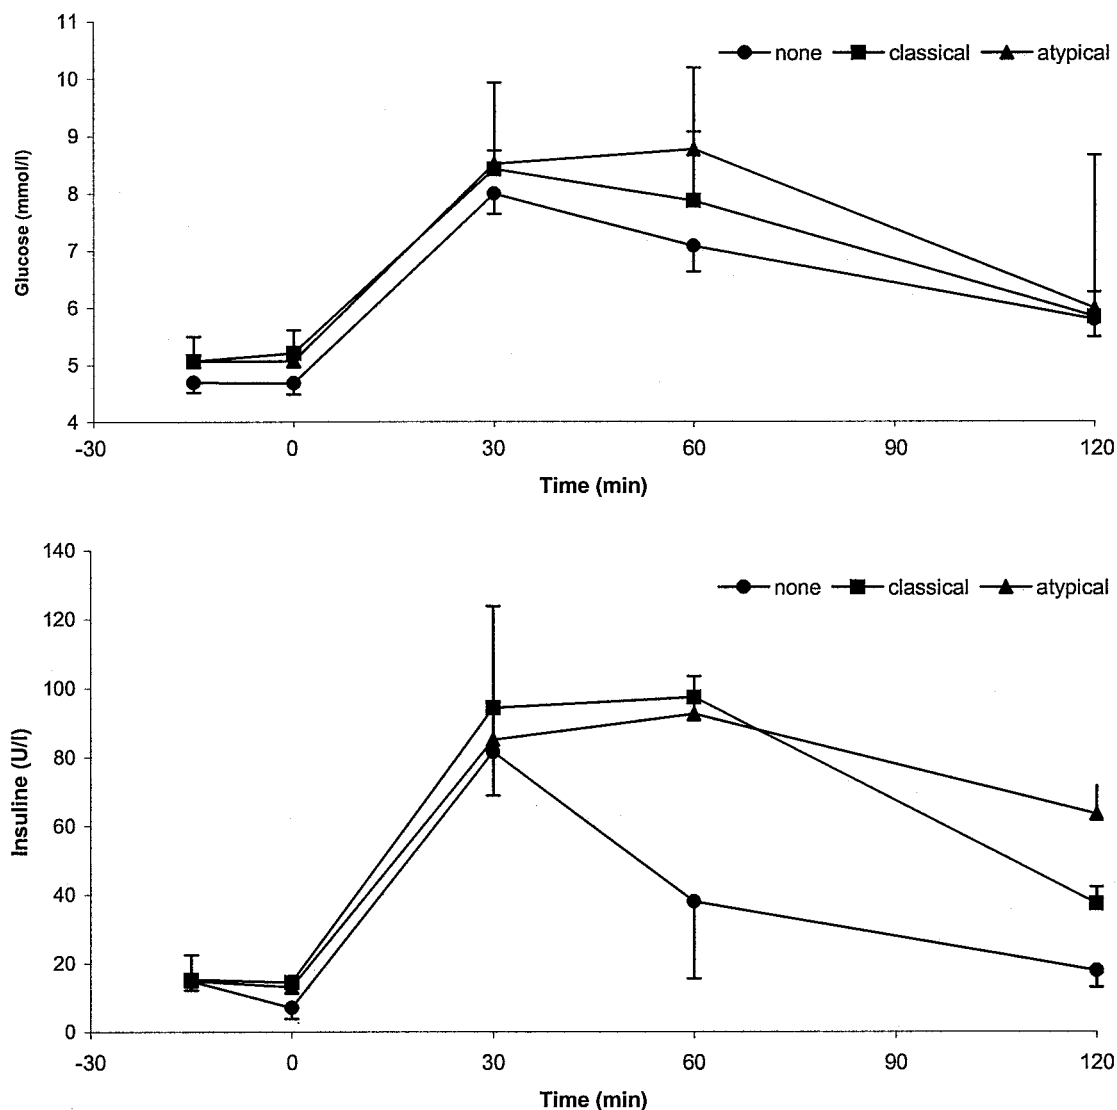 11
none classical atypical
10
9
8
7
6
5
4
Glucose (mmol/l)
-30 0 30 60 90 120
Time (min)
140
none classical atypical
120
100
80
60
40
20
0
Insuline (U/l)
-30 0 30 60 90 120
Time (min)